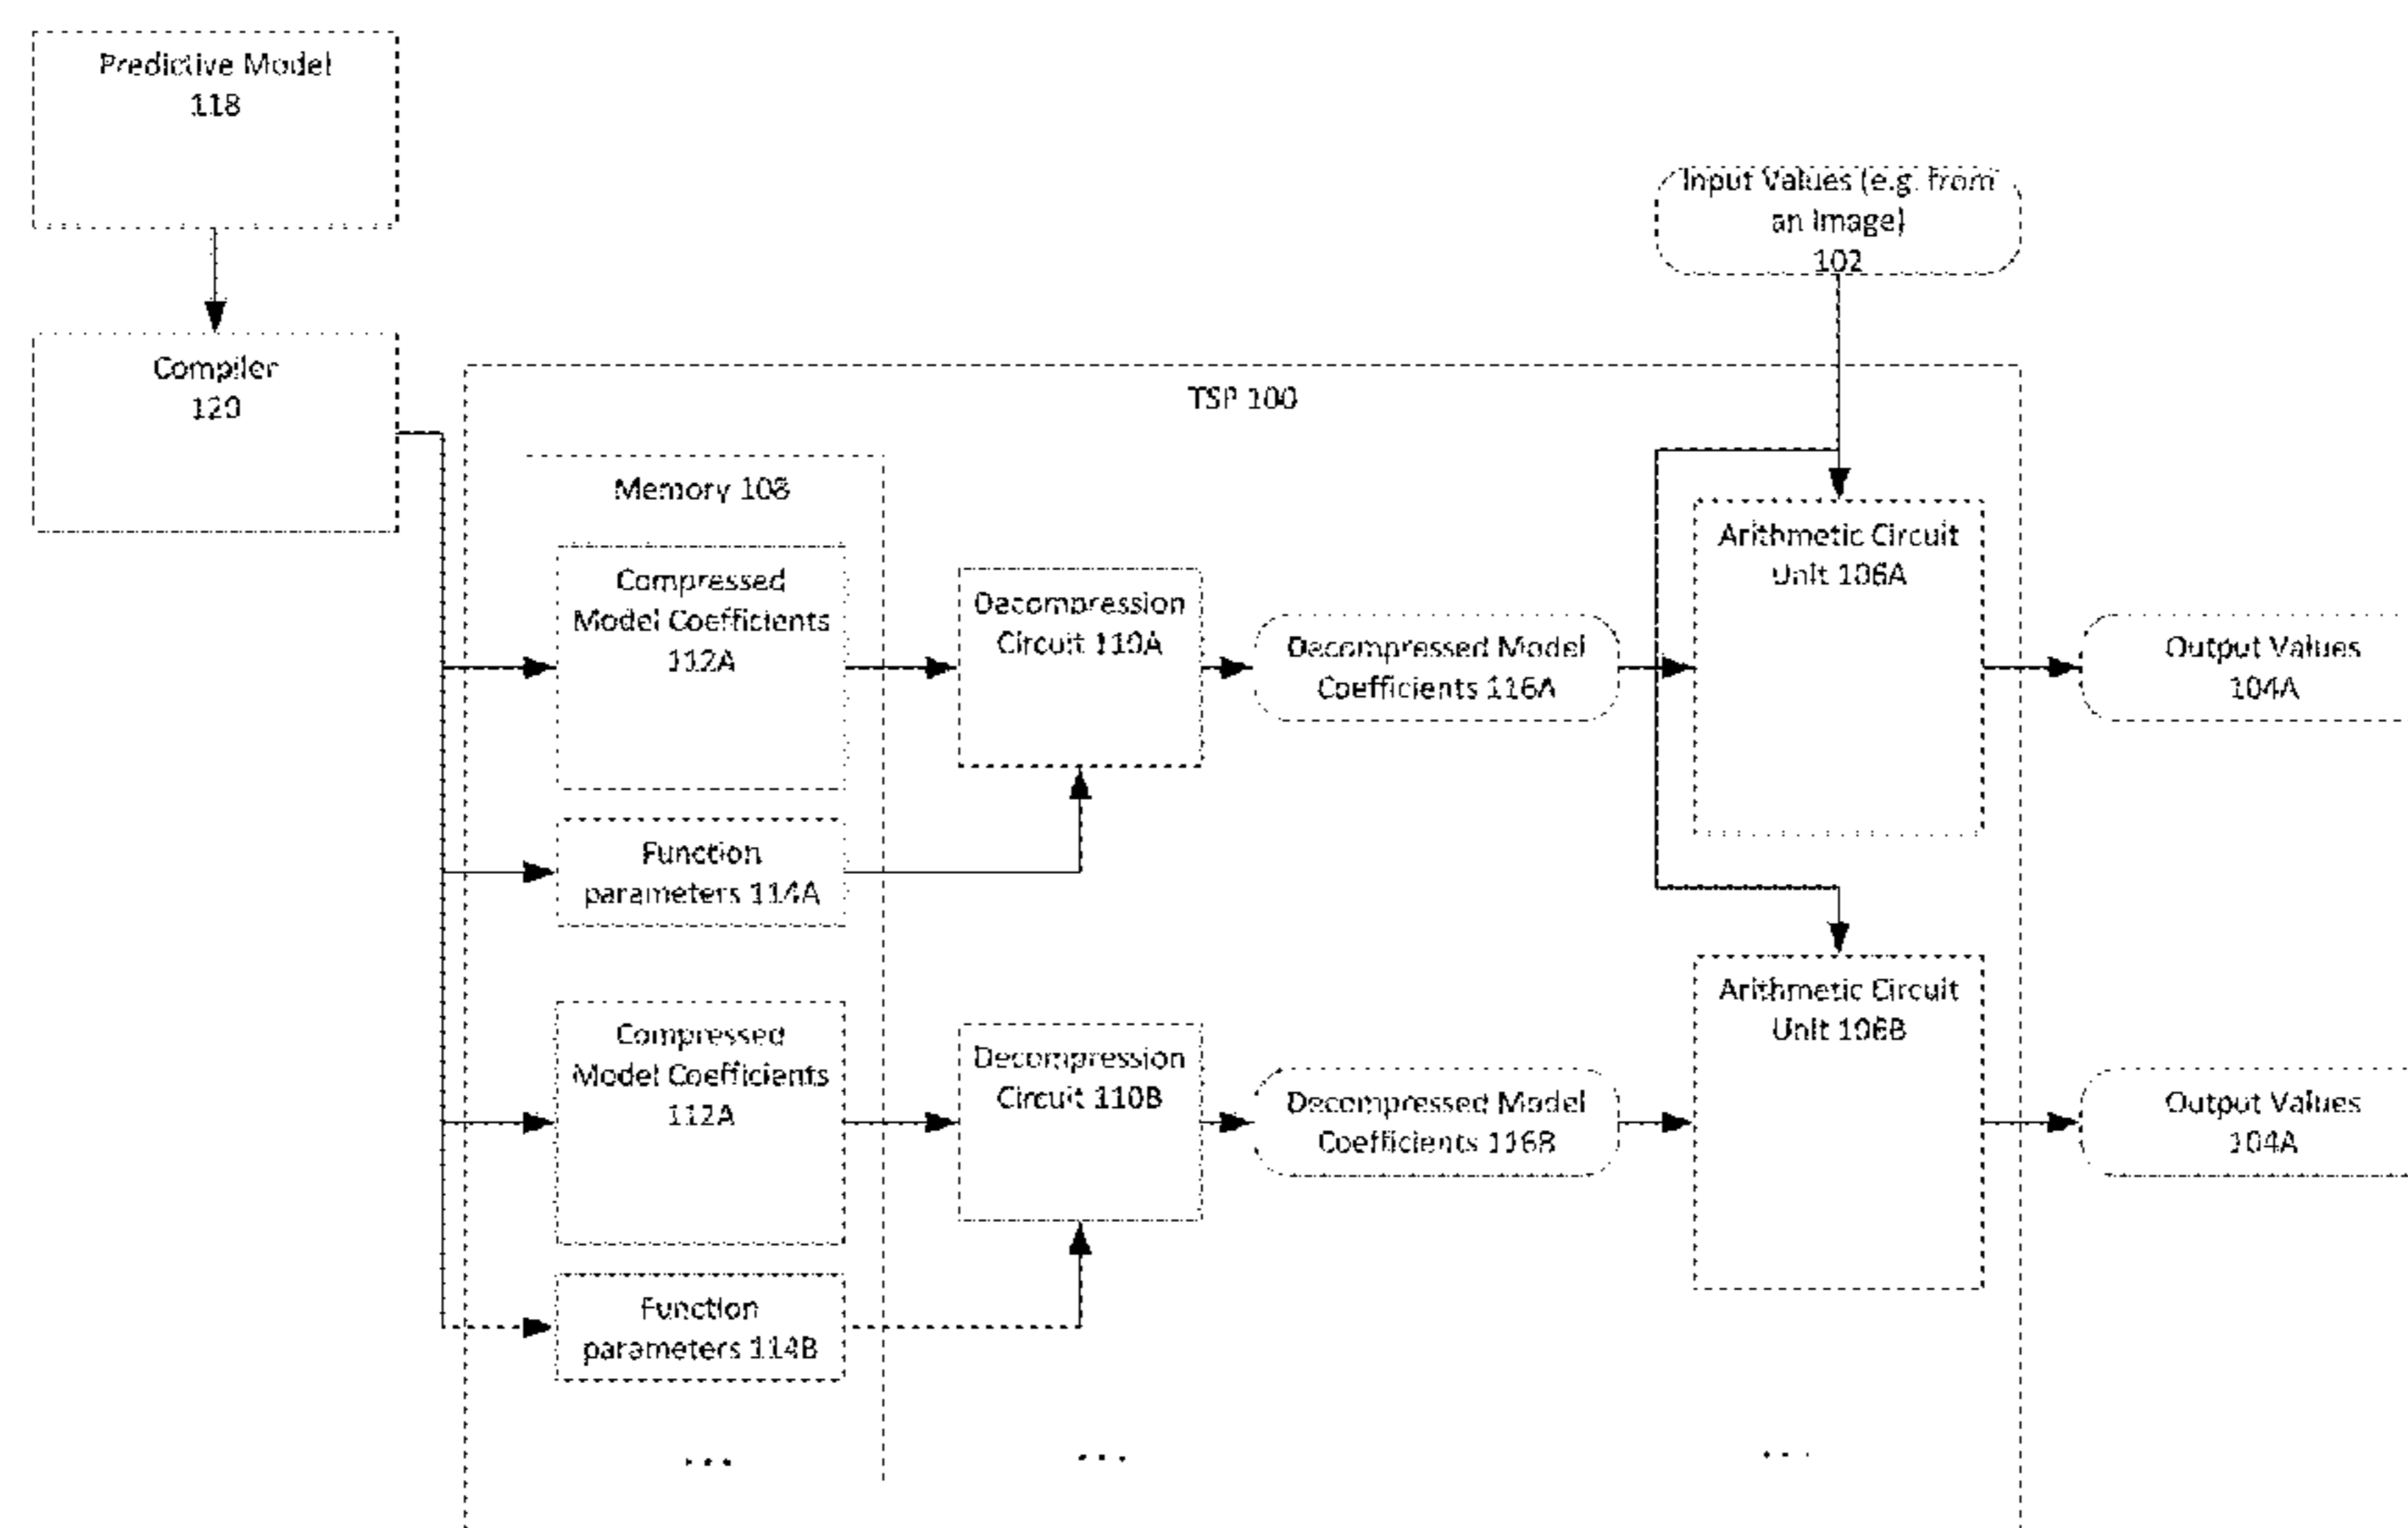 Predictive Model
118
Compiler
120
Input Values (e.g. from
an Image)
102
TSP 100
Memory 108
Compressed
Model Coefficients
112A
Decompression
Circuit 110A
Decompressed Model
Coefficients 116A
Arithmetic Circuit
Unit 106A
Output Values
104A
Function
parameters 114A
Compressed
Model Coefficients
112A
Decompression
Circuit 110B
Decompressed Model
Coefficients 116B
Arithmetic Circuit
Unit 106B
Output Values
104A
Function
parameters 114B
...
...
...